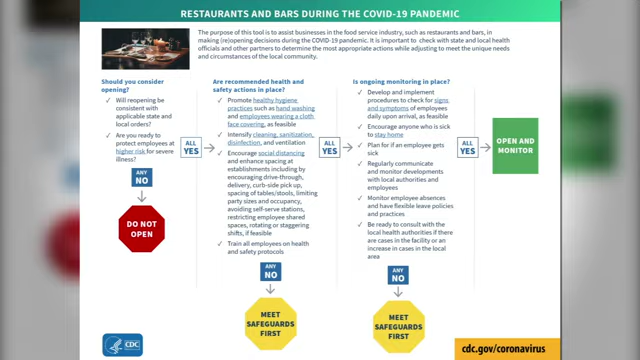 RESTAURANTS AND BARS DURING THE COVID-19 PANDEMIC
The purpose of this tool is to assist businesses in the food service industry, such as restaurants and bars, in
making (re)opening decisions during the COVID-19 pandemic. It is important to check with state and local health
officials and other partners to determine the most appropriate actions while adjusting to meet the unique needs
and circumstances of the local community.
Should you consider
opening?
✓ Will reopening be
consistent with
applicable state and
local orders?
✓ Are you ready to
protect employees at
higher risk for severe
illness?
ANY
NO
DO NOT
OPEN
ALL
YES
Are recommended health and
safety actions in place?
✓ Promote healthy hygiene
practices such as hand washing
and employees wearing a cloth
face covering, as feasible
✓ Intensify cleaning, sanitization,
disinfection, and ventilation
✓ Encourage social distancing
and enhance spacing at
establishments including by
encouraging drive-through,
delivery, curb-side pick up,
spacing of tables/stools, limiting
party sizes and occupancy,
avoiding self-serve stations,
restricting employee shared
spaces, rotating or staggering
shifts, if feasible
✓ Train all employees on health
and safety protocols
ANY
NO
MEET
SAFEGUARDS
FIRST
ALL
YES
Is ongoing monitoring in place?
✓ Develop and implement
procedures to check for signs
and symptoms of employees
daily upon arrival, as feasible
✓ Encourage anyone who is sick
to stay home
✓ Plan for if an employee gets
sick
✓ Regularly communicate
and monitor developments
with local authorities and
employees
✓ Monitor employee absences
and have flexible leave policies
and practices
✓ Be ready to consult with the
local health authorities if there
are cases in the facility or an
increase in cases in the local
area
ANY
NO
MEET
SAFEGUARDS
FIRST
ALL
YES
OPEN AND
MONITOR
CDC
cdc.gov/coronavirus